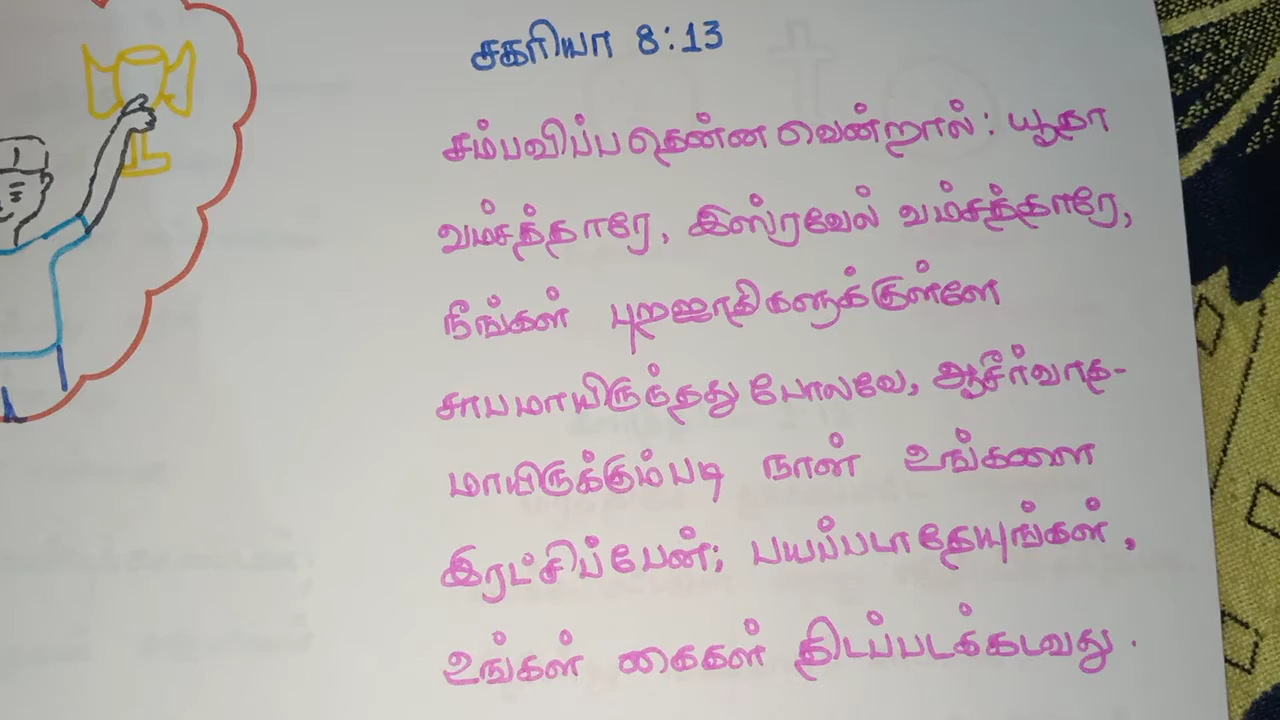 சகரியா 8:13
சம்பவிப்பதென்னவென்றால்: யூதா
வம்சத்தாரே, இஸ்ரவேல் வம்சத்தாரே,
நீங்கள் புறஜாதிகளுக்குள்ளே
சாபமாயிருந்தது போலவே, ஆசீர்வாத-
மாயிருக்கும்படி நான் உங்களை
இரட்சிப்பேன்; பயப்படாதேயுங்கள்,
உங்கள் கைகள் திடப்படக்கடவது.